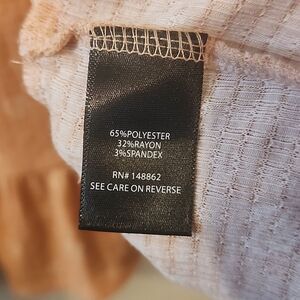 65%POLYESTER
32%RAYON
3%SPANDEX
RN# 148862
SEE CARE ON REVERSE